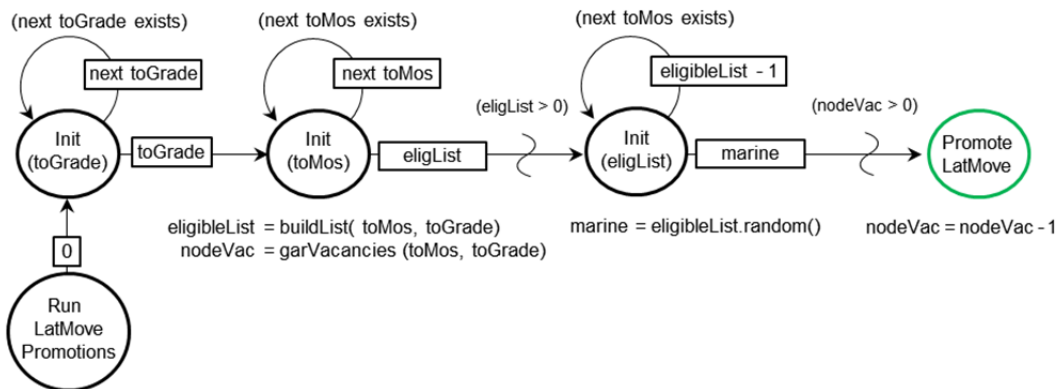 (next toGrade exists)
(next toMos exists)
(next toMos exists)
next toGrade
next toMos
eligibleList - 1
(eligList > 0)
(nodeVac > 0)
Init
(toGrade)
toGrade
Init
(toMos)
eligList
Init
(eligList)
marine
Promote
LatMove
eligibleList = buildList( toMos, toGrade)
nodeVac = garVacancies (toMos, toGrade)
marine = eligibleList.random()
nodeVac = nodeVac - 1
0
Run
LatMove
Promotions